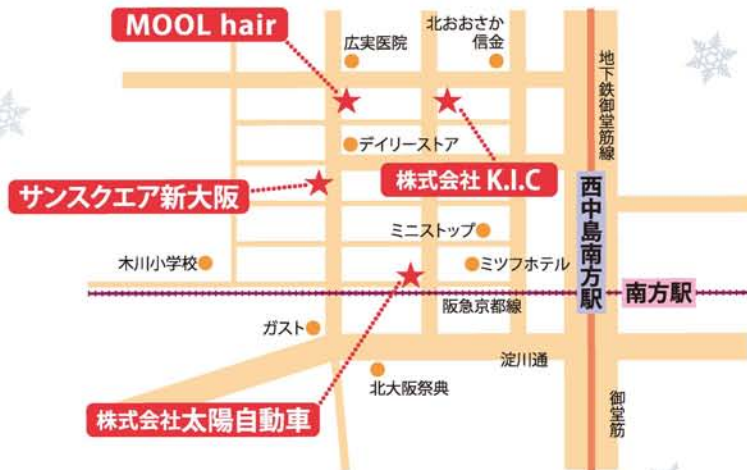 MOOL hair
広実医院
北おおさか
信金
地下鉄御堂筋線
デイリーストア
株式会社 K.I.C
サンスクエア新大阪
西中島南方駅
ミニストップ
木川小学校
ミツフホテル
南方駅
阪急京都線
ガスト
淀川通
北大阪祭典
御堂筋
株式会社太陽自動車